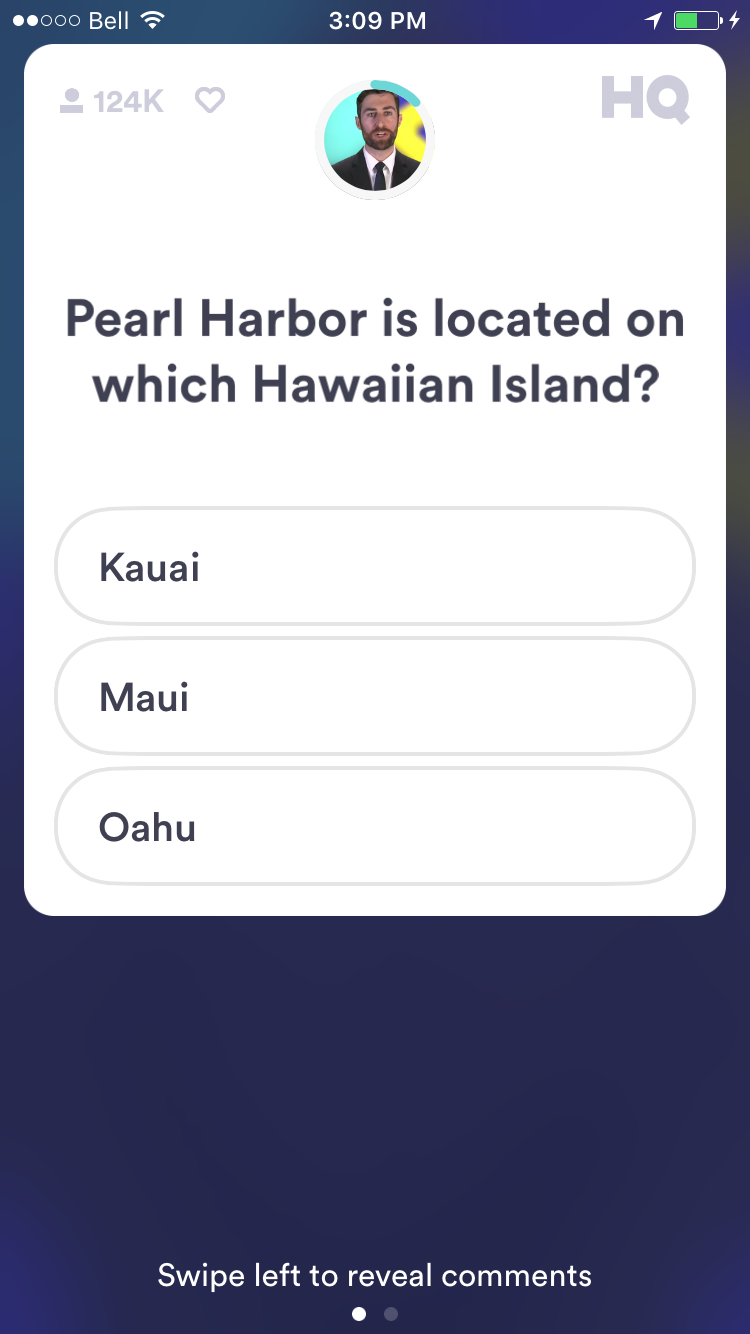 Bell 3:09 PM
124K HQ
Pearl Harbor is located on
which Hawaiian Island?
Kauai
Maui
Oahu
Swipe left to reveal comments